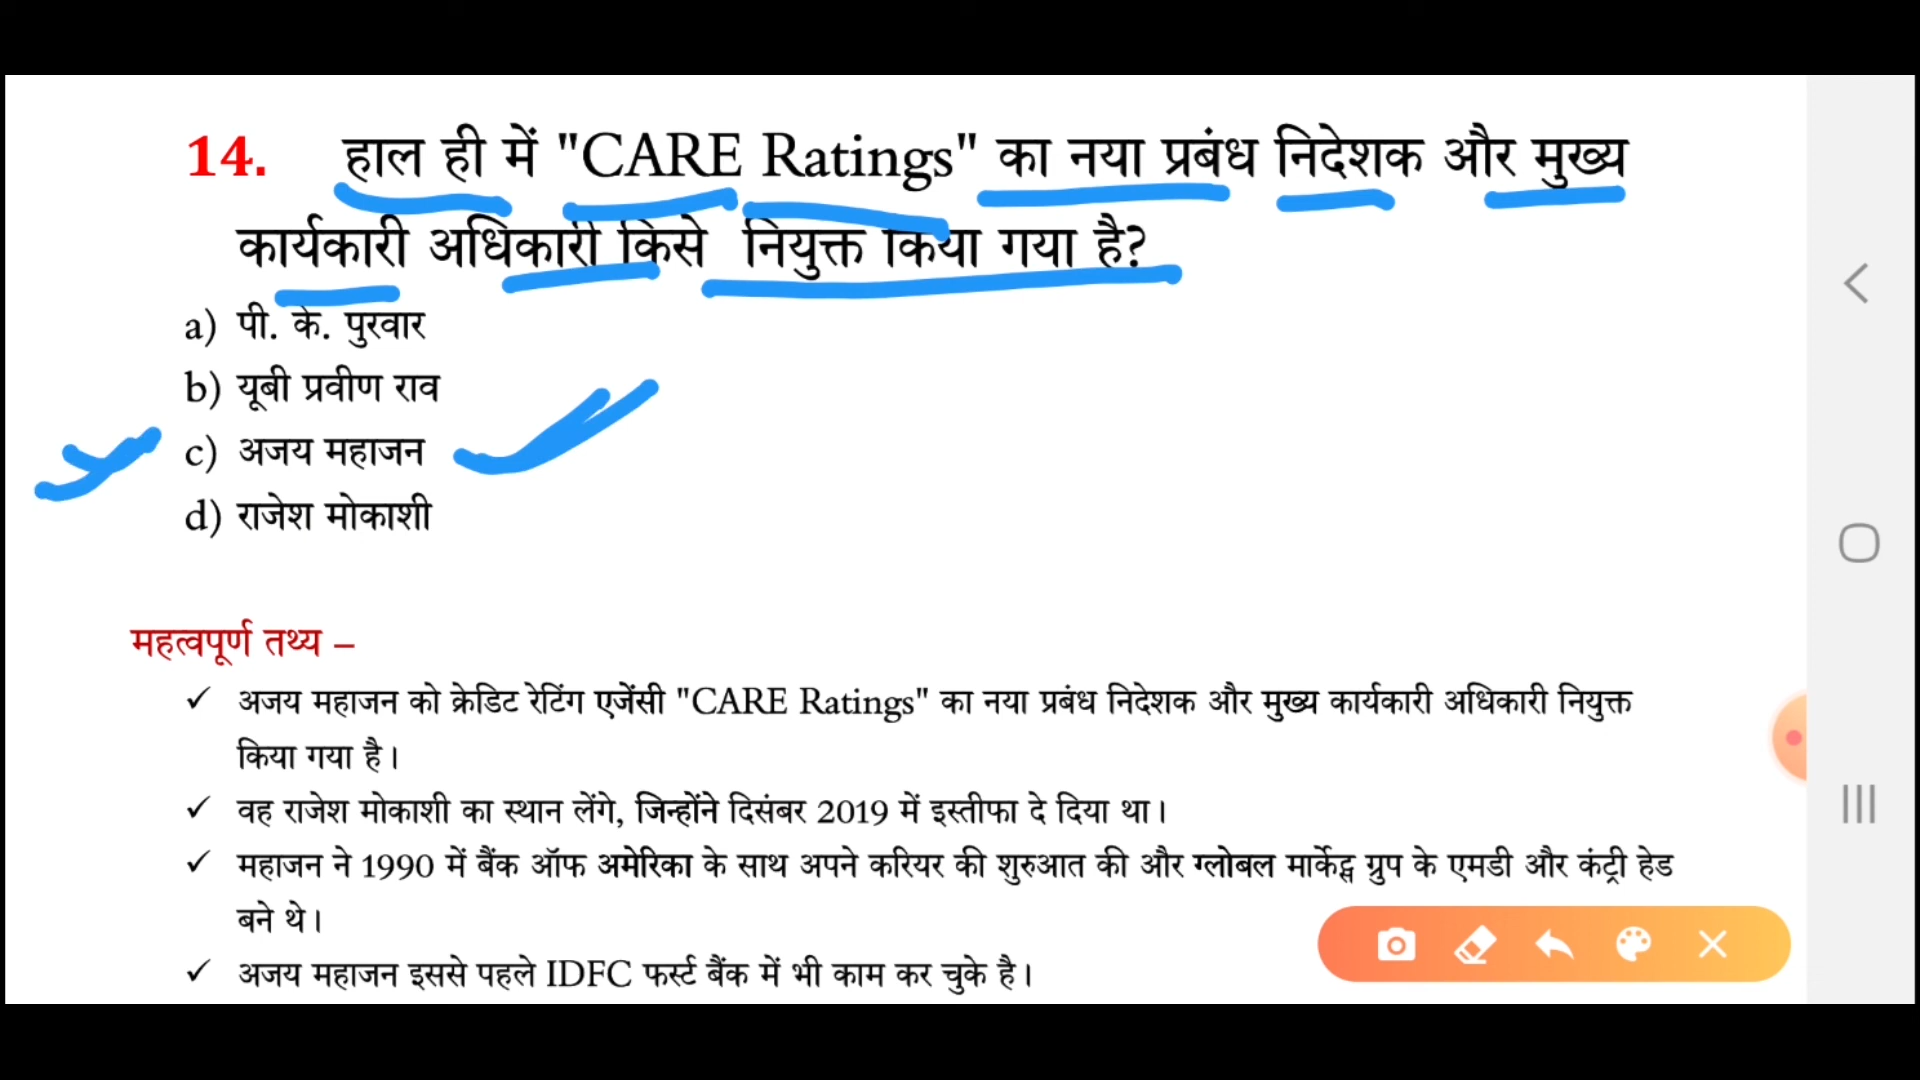 14. हाल ही में "CARE Ratings" का नया प्रबंध निदेशक और मुख्य
कार्यकारी अधिकारी किसे नियुक्त किया गया है?
a) पी. के. पुरवार
b) यूबी प्रवीण राव
c) अजय महाजन
d) राजेश मोकाशी
महत्वपूर्ण तथ्य –
✓ अजय महाजन को क्रेडिट रेटिंग एजेंसी "CARE Ratings" का नया प्रबंध निदेशक और मुख्य कार्यकारी अधिकारी नियुक्त
किया गया है।
✓ वह राजेश मोकाशी का स्थान लेंगे, जिन्होंने दिसंबर 2019 में इस्तीफा दे दिया था।
✓ महाजन ने 1990 में बैंक ऑफ अमेरिका के साथ अपने करियर की शुरुआत की और ग्लोबल मार्केट्स ग्रुप के एमडी और कंट्री हेड
बने थे।
✓ अजय महाजन इससे पहले IDFC फर्स्ट बैंक में भी काम कर चुके है।